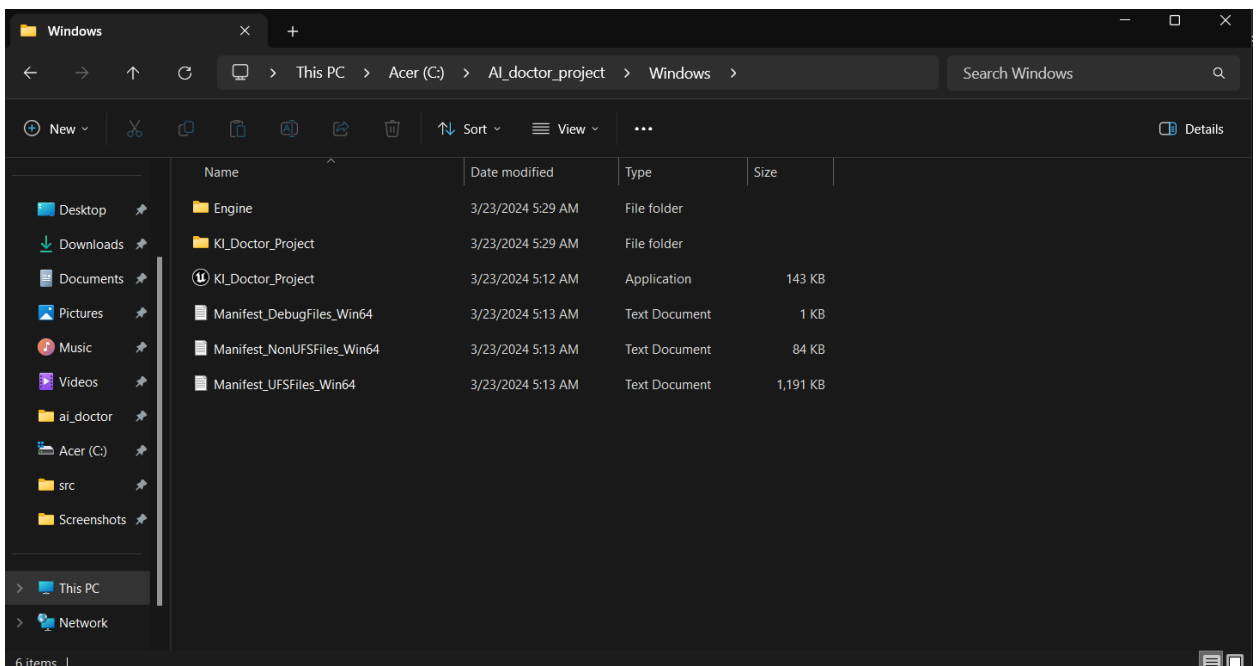 Windows
This PC > Acer (C:) > AI_doctor_project > Windows >
Search Windows
New
Sort
View
Details
Name Date modified Type Size
Engine 3/23/2024 5:29 AM File folder
KI_Doctor_Project 3/23/2024 5:29 AM File folder
KI_Doctor_Project 3/23/2024 5:12 AM Application 143 KB
Manifest_DebugFiles_Win64 3/23/2024 5:13 AM Text Document 1 KB
Manifest_NonUFSFiles_Win64 3/23/2024 5:13 AM Text Document 84 KB
Manifest_UFSFiles_Win64 3/23/2024 5:13 AM Text Document 1,191 KB
Desktop
Downloads
Documents
Pictures
Music
Videos
ai_doctor
Acer (C:)
src
Screenshots
This PC
Network
6 items